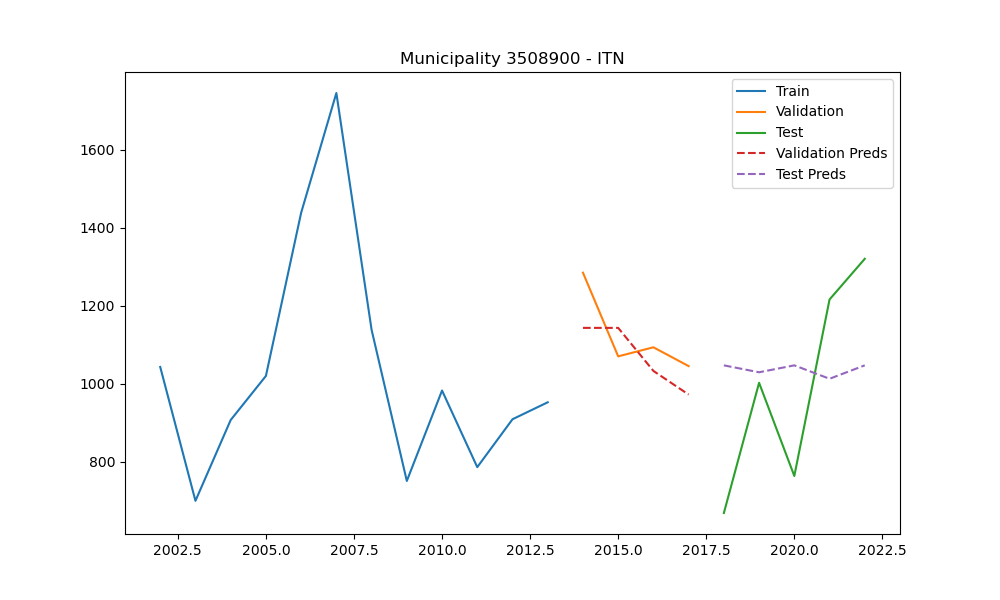 Municipality 3508900 - ITN
Train
Validation
Test
Validation Preds
Test Preds
1600
1400
1200
1000
800
2002.5 2005.0 2007.5 2010.0 2012.5 2015.0 2017.5 2020.0 2022.5